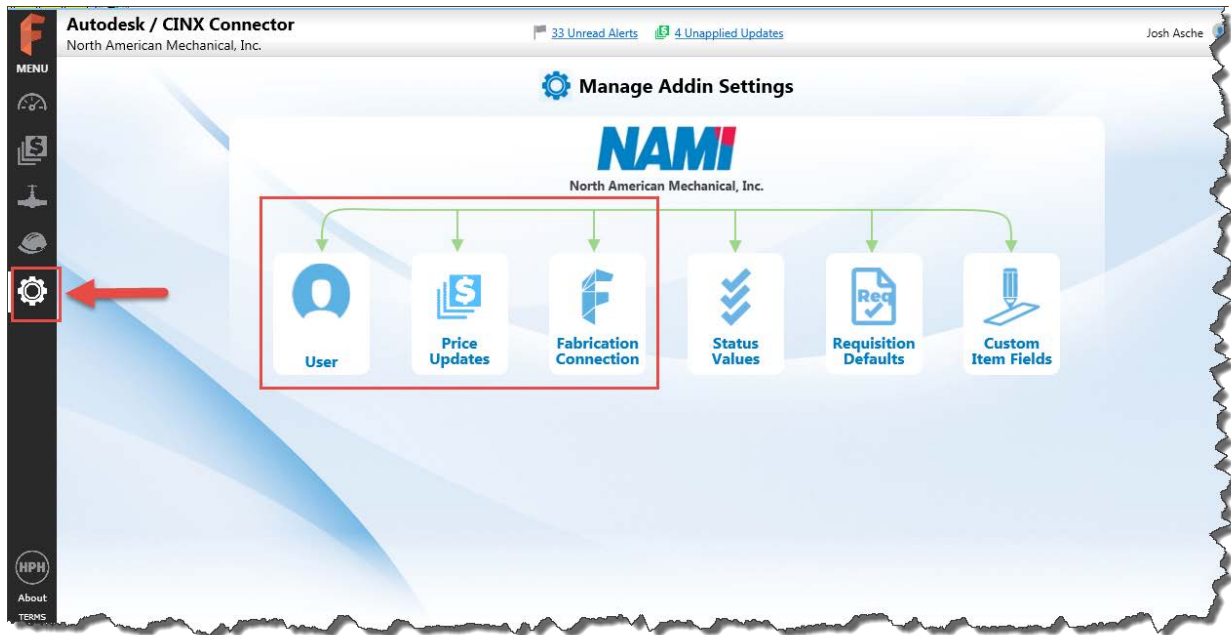 Autodesk / CINX Connector
North American Mechanical, Inc.
33 Unread Alerts
4 Unapplied Updates
Josh Asche
MENU
Manage Addin Settings
NAMI
North American Mechanical, Inc.
User
Price
Updates
Fabrication
Connection
Status
Values
Req
Requisition
Defaults
Custom
Item Fields
HPH
About
TERMS